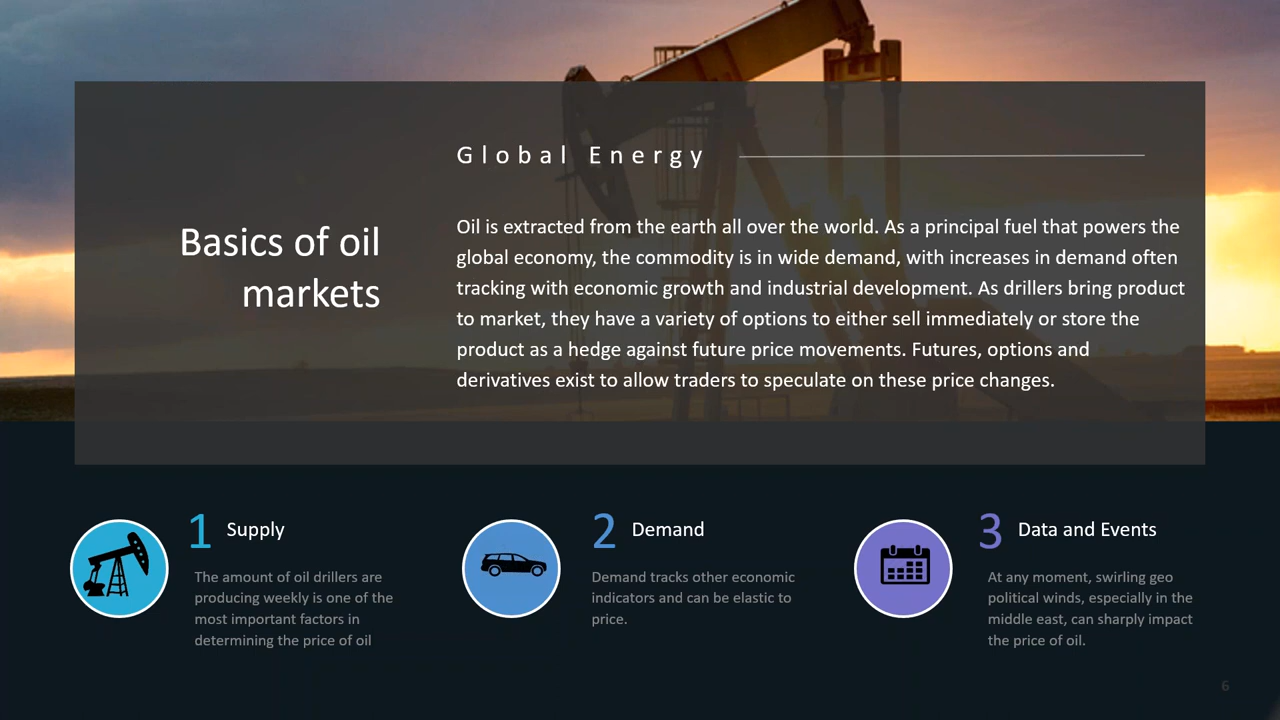 Global Energy
Basics of oil
markets
Oil is extracted from the earth all over the world. As a principal fuel that powers the
global economy, the commodity is in wide demand, with increases in demand often
tracking with economic growth and industrial development. As drillers bring product
to market, they have a variety of options to either sell immediately or store the
product as a hedge against future price movements. Futures, options and
derivatives exist to allow traders to speculate on these price changes.
1 Supply
The amount of oil drillers are
producing weekly is one of the
most important factors in
determining the price of oil
2 Demand
Demand tracks other economic
indicators and can be elastic to
price.
3 Data and Events
At any moment, swirling geo
political winds, especially in the
middle east, can sharply impact
the price of oil.
6